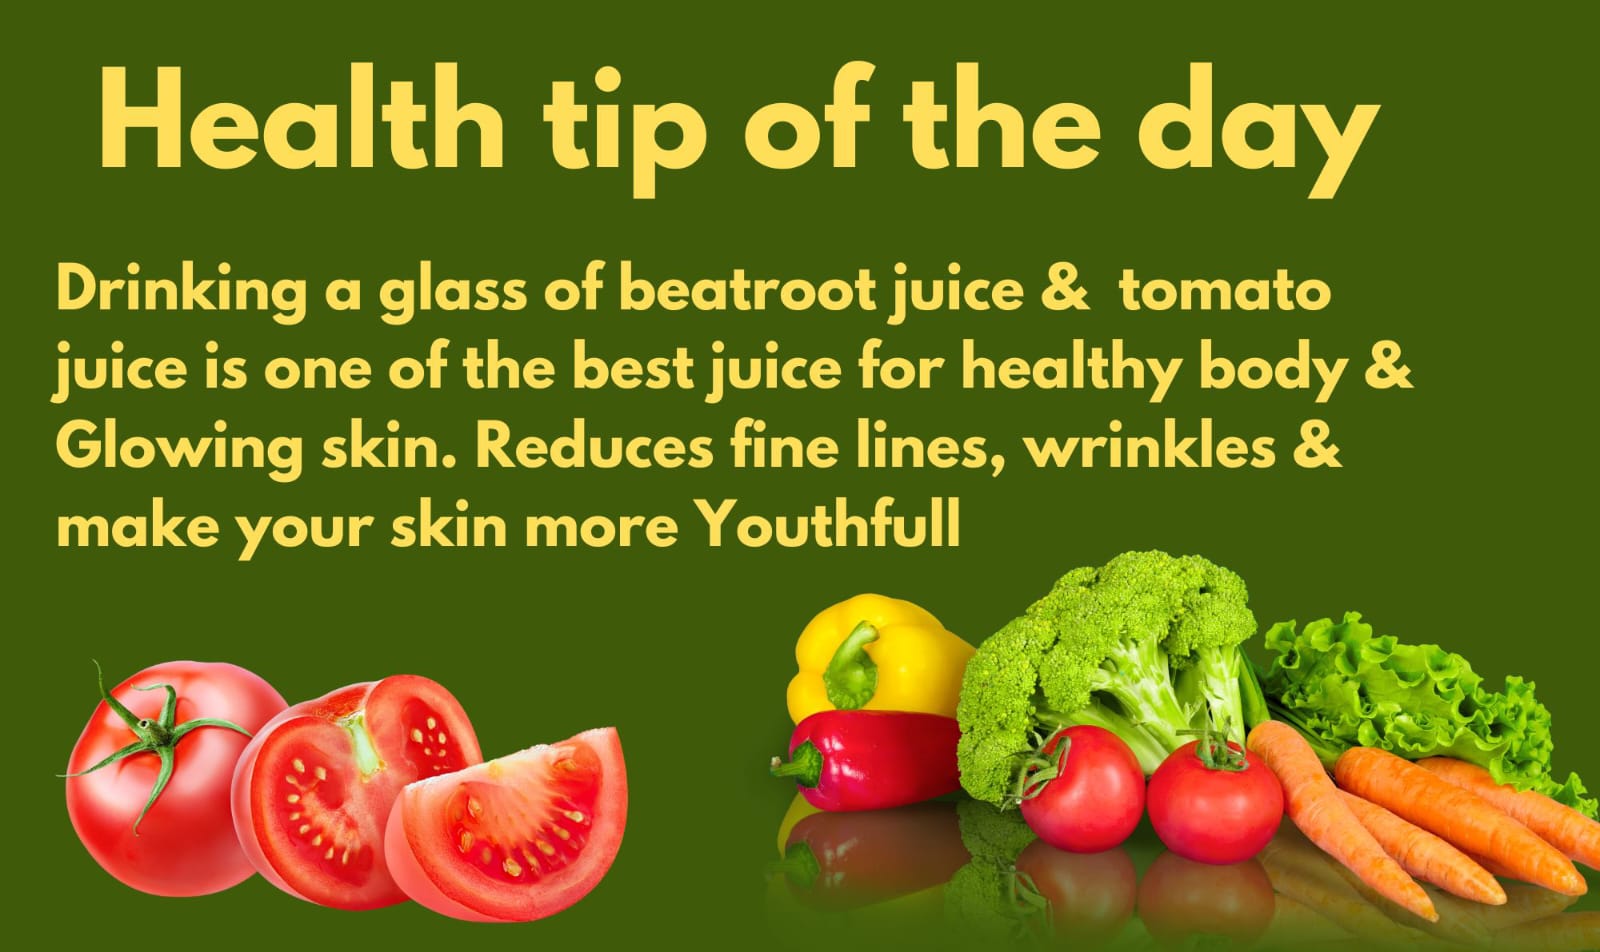 Health tip of the day
Drinking a glass of beatroot juice & tomato
juice is one of the best juice for healthy body &
Glowing skin. Reduces fine lines, wrinkles &
make your skin more Youthfull